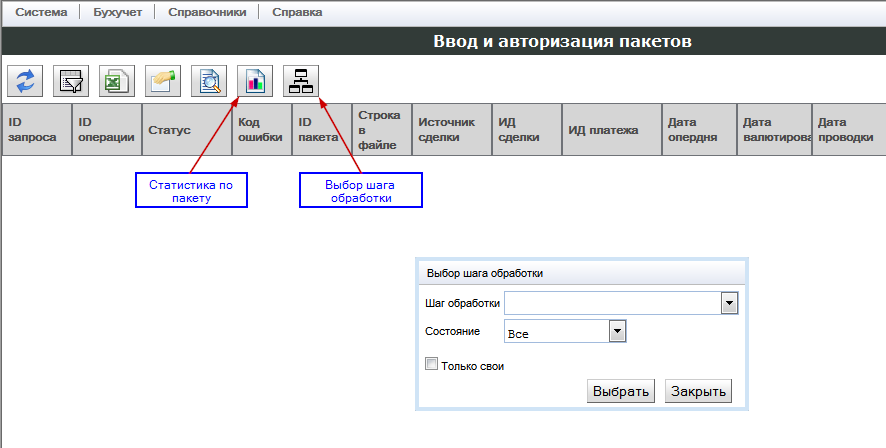 Система Бухучет Справочники Справка
Ввод и авторизация пакетов
ID запроса
ID операции
Статус
Код ошибки
ID пакета
Строка в файле
Источник сделки
ИД сделки
ИД платежа
Дата опердня
Дата валютирова
Дата проводки
Статистика по
пакету
Выбор шага
обработки
Выбор шага обработки
Шаг обработки
Состояние Все
Только свои
Выбрать Закрыть